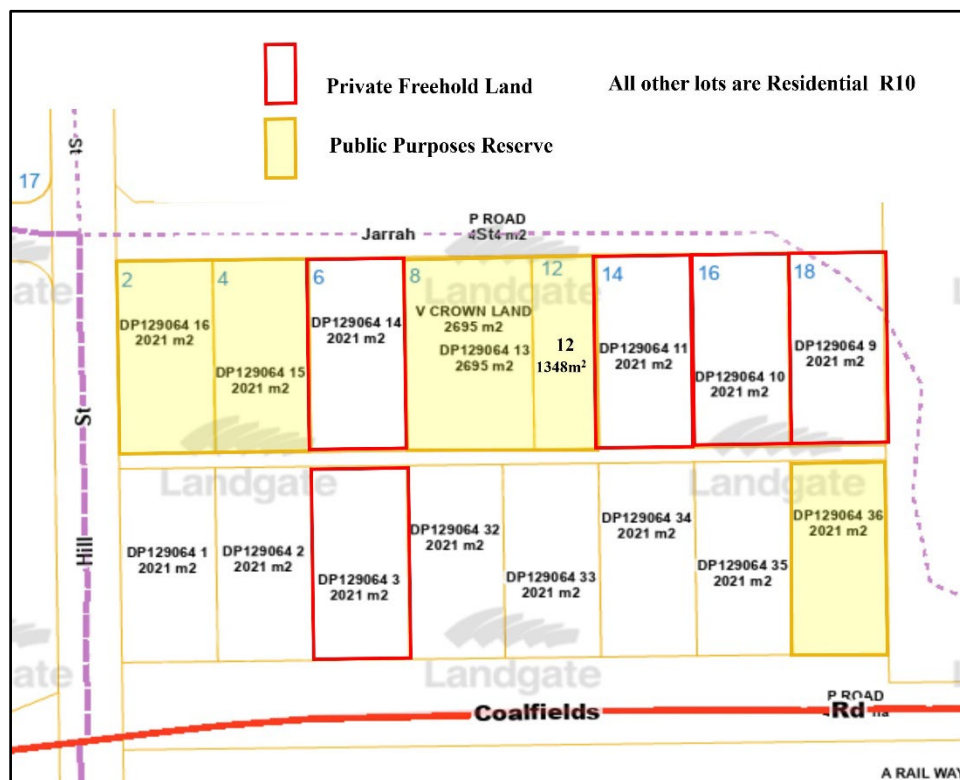 Private Freehold Land
All other lots are Residential R10
Public Purposes Reserve
St
17
P ROAD
Jarrah
2
4
6
8
12
14
16
18
V CROWN LAND
2695 m2
DP129064 16
2021 m2
DP129064 15
2021 m2
DP129064 14
2021 m2
DP129064 13
2695 m2
12
1348m²
DP129064 11
2021 m2
DP129064 10
2021 m2
DP129064 9
2021 m2
Landgate
Landgate
Landgate
Landgate
Landgate
Landgate
Hill St
DP129064 1
2021 m2
DP129064 2
2021 m2
DP129064 3
2021 m2
DP129064 32
2021 m2
DP129064 33
2021 m2
DP129064 34
2021 m2
DP129064 35
2021 m2
DP129064 36
2021 m2
P ROAD
Coalfields Rd
A RAIL WAY